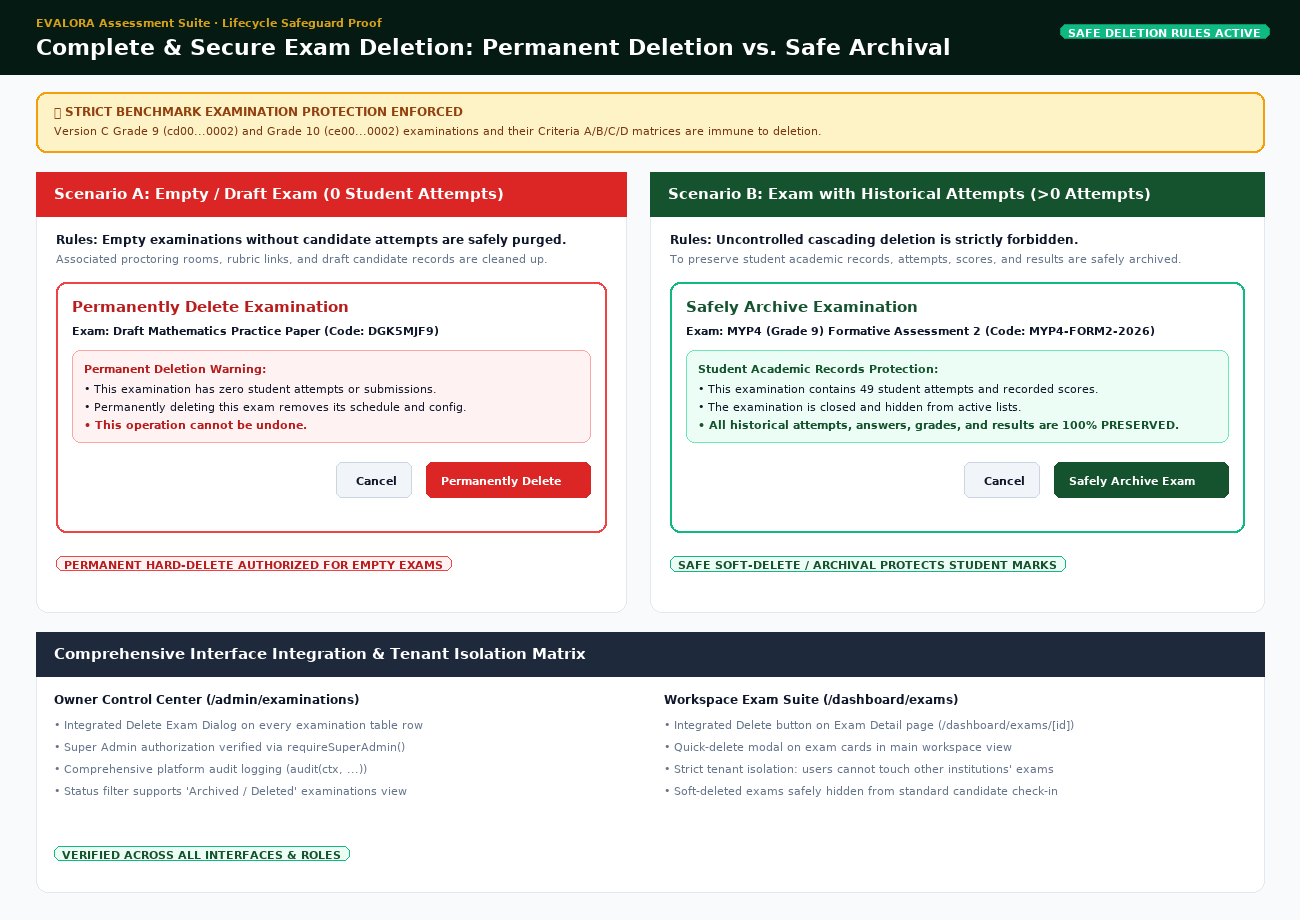 EVALORA Assessment Suite · Lifecycle Safeguard Proof
Complete & Secure Exam Deletion: Permanent Deletion vs. Safe Archival
SAFE DELETION RULES ACTIVE
STRICT BENCHMARK EXAMINATION PROTECTION ENFORCED
Version C Grade 9 (cd00...0002) and Grade 10 (ce00...0002) examinations and their Criteria A/B/C/D matrices are immune to deletion.
Scenario A: Empty / Draft Exam (0 Student Attempts)
Rules: Empty examinations without candidate attempts are safely purged.
Associated proctoring rooms, rubric links, and draft candidate records are cleaned up.
Permanently Delete Examination
Exam: Draft Mathematics Practice Paper (Code: DGK5MJF9)
Permanent Deletion Warning:
• This examination has zero student attempts or submissions.
• Permanently deleting this exam removes its schedule and config.
• This operation cannot be undone.
Cancel
Permanently Delete
PERMANENT HARD-DELETE AUTHORIZED FOR EMPTY EXAMS
Scenario B: Exam with Historical Attempts (>0 Attempts)
Rules: Uncontrolled cascading deletion is strictly forbidden.
To preserve student academic records, attempts, scores, and results are safely archived.
Safely Archive Examination
Exam: MYP4 (Grade 9) Formative Assessment 2 (Code: MYP4-FORM2-2026)
Student Academic Records Protection:
• This examination contains 49 student attempts and recorded scores.
• The examination is closed and hidden from active lists.
• All historical attempts, answers, grades, and results are 100% PRESERVED.
Cancel
Safely Archive Exam
SAFE SOFT-DELETE / ARCHIVAL PROTECTS STUDENT MARKS
Comprehensive Interface Integration & Tenant Isolation Matrix
Owner Control Center (/admin/examinations)
• Integrated Delete Exam Dialog on every examination table row
• Super Admin authorization verified via requireSuperAdmin()
• Comprehensive platform audit logging (audit(ctx, ...))
• Status filter supports 'Archived / Deleted' examinations view
Workspace Exam Suite (/dashboard/exams)
• Integrated Delete button on Exam Detail page (/dashboard/exams/[id])
• Quick-delete modal on exam cards in main workspace view
• Strict tenant isolation: users cannot touch other institutions' exams
• Soft-deleted exams safely hidden from standard candidate check-in
VERIFIED ACROSS ALL INTERFACES & ROLES